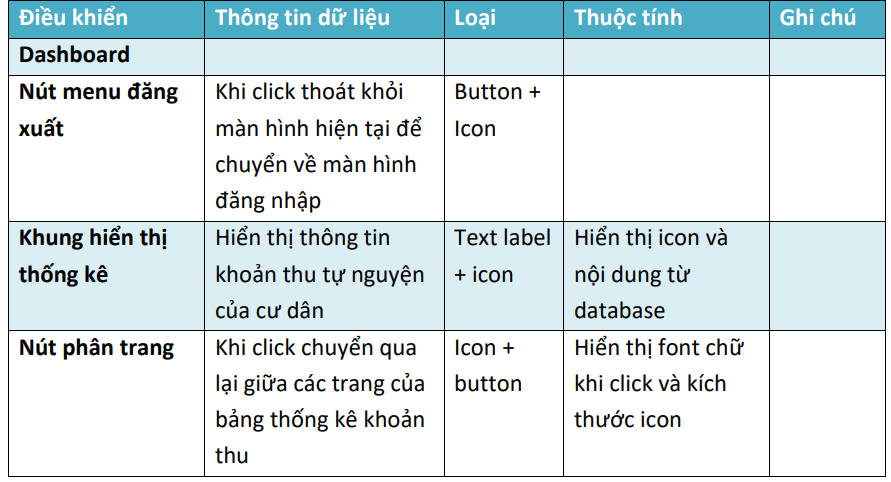 Điều khiển Thông tin dữ liệu Loại Thuộc tính Ghi chú
Dashboard
Nút menu đăng xuất
Khi click thoát khỏi
màn hình hiện tại để
chuyển về màn hình
đăng nhập
Button +
Icon
Khung hiển thị
thống kê
Hiển thị thông tin
khoản thu tự nguyện
của cư dân
Text label
+ icon
Hiển thị icon và
nội dung từ
database
Nút phân trang
Khi click chuyển qua
lại giữa các trang của
bảng thống kê khoản
thu
Icon +
button
Hiển thị font chữ
khi click và kích
thước icon